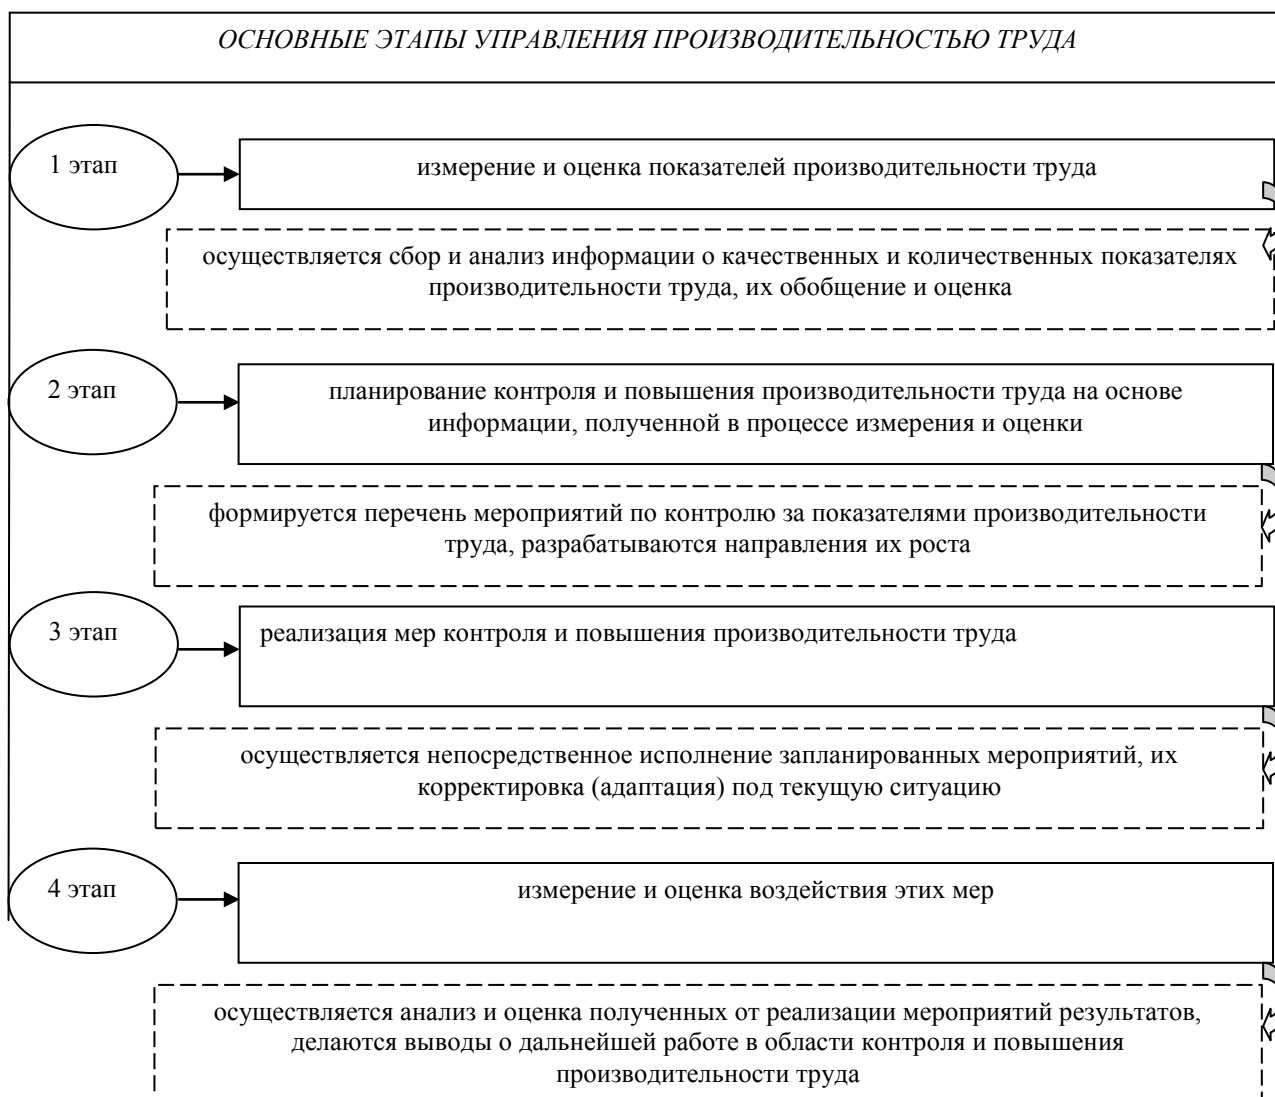 ОСНОВНЫЕ ЭТАПЫ УПРАВЛЕНИЯ ПРОИЗВОДИТЕЛЬНОСТЬЮ ТРУДА
1 этап
измерение и оценка показателей производительности труда
осуществляется сбор и анализ информации о качественных и количественных показателях
производительности труда, их обобщение и оценка
2 этап
планирование контроля и повышения производительности труда на основе
информации, полученной в процессе измерения и оценки
формируется перечень мероприятий по контролю за показателями производительности
труда, разрабатываются направления их роста
3 этап
реализация мер контроля и повышения производительности труда
осуществляется непосредственное исполнение запланированных мероприятий, их
корректировка (адаптация) под текущую ситуацию
4 этап
измерение и оценка воздействия этих мер
осуществляется анализ и оценка полученных от реализации мероприятий результатов,
делаются выводы о дальнейшей работе в области контроля и повышения
производительности труда